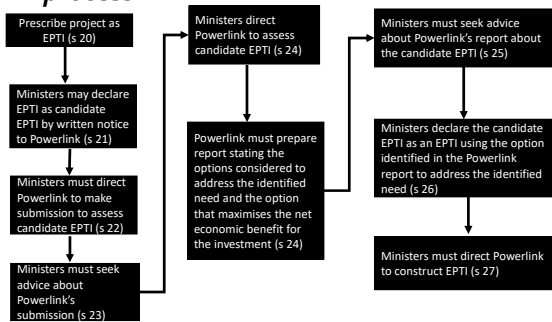 Prescribe project as
EPTI (s 20)
Ministers may declare
EPTI as candidate
EPTI by written notice
to Powerlink (s 21)
Ministers must direct
Powerlink to make
submission to assess
candidate EPTI (s 22)
Ministers must seek
advice about
Powerlink's
submission (s 23)
Ministers direct
Powerlink to assess
candidate EPTI (s 24)
Powerlink must prepare
report stating the
options considered to
address the identified
need and the option
that maximises the net
economic benefit for
the investment (s 24)
Ministers must seek advice
about Powerlink's report about
the candidate EPTI (s 25)
Ministers declare the candidate
EPTI as an EPTI using the option
identified in the Powerlink
report to address the identified
need (s 26)
Ministers must direct Powerlink
to construct EPTI (s 27)